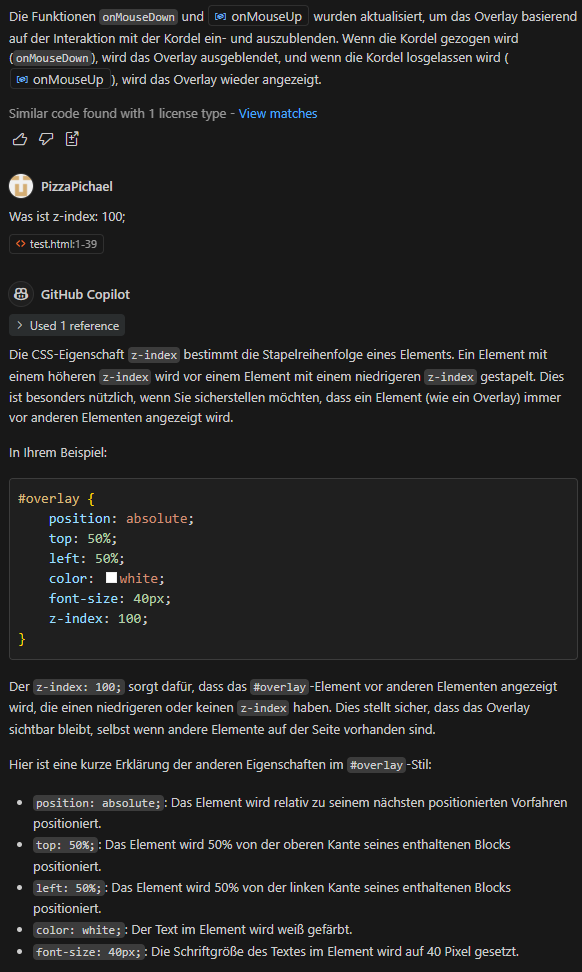 Die Funktionen onMouseDown und onMouseUp wurden aktualisiert, um das Overlay basierend
auf der Interaktion mit der Kordel ein- und auszublenden. Wenn die Kordel gezogen wird
(onMouseDown), wird das Overlay ausgeblendet, und wenn die Kordel losgelassen wird (
onMouseUp), wird das Overlay wieder angezeigt.
Similar code found with 1 license type - View matches
PizzaPichael
Was ist z-index: 100;
<> test.html:1-39
GitHub Copilot
> Used 1 reference
Die CSS-Eigenschaft z-index bestimmt die Stapelreihenfolge eines Elements. Ein Element mit
einem höheren z-index wird vor einem Element mit einem niedrigeren z-index gestapelt. Dies
ist besonders nützlich, wenn Sie sicherstellen möchten, dass ein Element (wie ein Overlay) immer
vor anderen Elementen angezeigt wird.
In Ihrem Beispiel:
#overlay {
    position: absolute;
    top: 50%;
    left: 50%;
    color: white;
    font-size: 40px;
    z-index: 100;
}
Der z-index: 100; sorgt dafür, dass das #overlay-Element vor anderen Elementen angezeigt
wird, die einen niedrigeren oder keinen z-index haben. Dies stellt sicher, dass das Overlay
sichtbar bleibt, selbst wenn andere Elemente auf der Seite vorhanden sind.
Hier ist eine kurze Erklärung der anderen Eigenschaften im #overlay-Stil:
• position: absolute;: Das Element wird relativ zu seinem nächsten positionierten Vorfahren
positioniert.
• top: 50%;: Das Element wird 50% von der oberen Kante seines enthaltenen Blocks
positioniert.
• left: 50%;: Das Element wird 50% von der linken Kante seines enthaltenen Blocks
positioniert.
• color: white;: Der Text im Element wird weiß gefärbt.
• font-size: 40px;: Die Schriftgröße des Textes im Element wird auf 40 Pixel gesetzt.